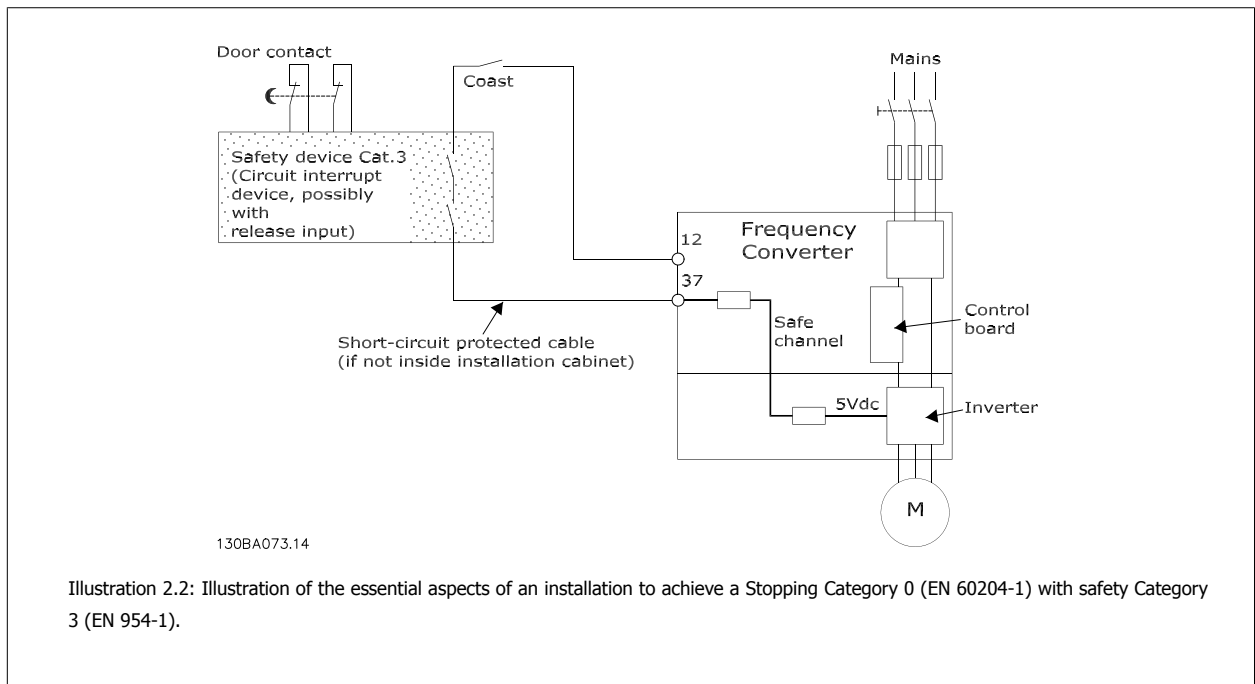 Door contact
Coast
Mains
Safety device Cat.3
(Circuit interrupt
device, possibly
with
release input)
12
Frequency
Converter
37
Safe
channel
Control
board
Short-circuit protected cable
(if not inside installation cabinet)
5Vdc
Inverter
M
130BA073.14
Illustration 2.2: Illustration of the essential aspects of an installation to achieve a Stopping Category 0 (EN 60204-1) with safety Category
3 (EN 954-1).